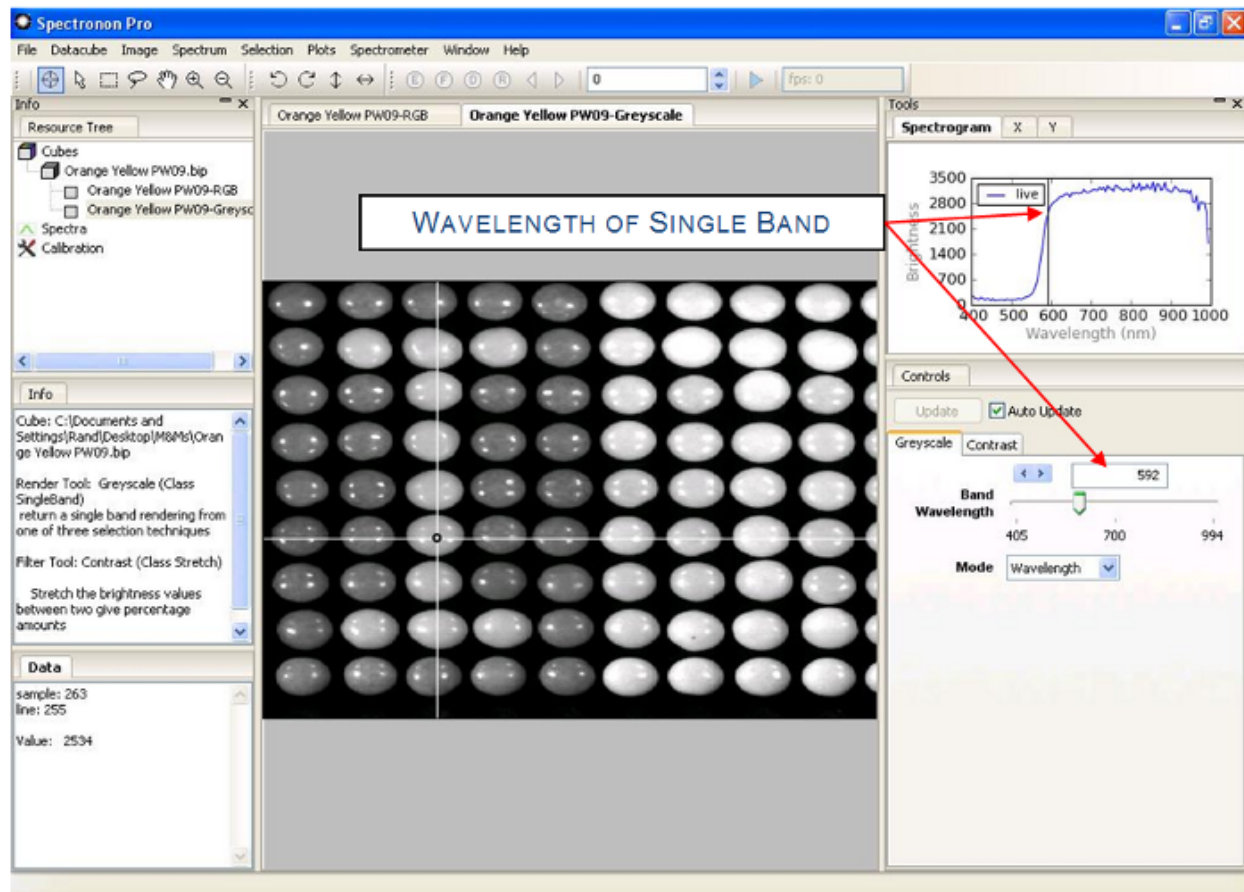 Spectronon Pro
File Datacube Image Spectrum Selection Plots Spectrometer Window Help
E F D R 0 fps: 0
Info
Resource Tree
Cubes
Orange Yellow PW09.bip
Orange Yellow PW09-RGB
Orange Yellow PW09-Greysc
Spectra
Calibration
Info
Cube: C:\Documents and
Settings\Rand\Desktop\M&Ms\Oran
ge Yellow PW09.bip
Render Tool: Greyscale (Class
SingleBand)
return a single band rendering from
one of three selection techniques
Filter Tool: Contrast (Class Stretch)
Stretch the brightness values
between two give percentage
amounts
Data
sample: 263
line: 255
Value: 2534
Orange Yellow PW09-RGB Orange Yellow PW09-Greyscale
WAVELENGTH OF SINGLE BAND
Tools
Spectrogram X Y
3500
2800
2100
1400
700
0
Brightness
live
400 500 600 700 800 900 1000
Wavelength (nm)
Controls
Update Auto Update
Greyscale Contrast
592
Band
Wavelength
405 700 994
Mode Wavelength